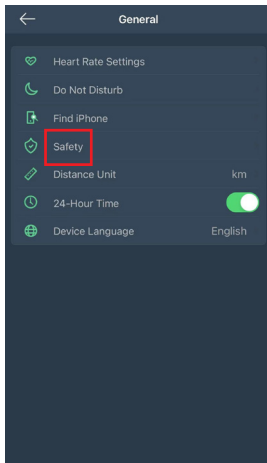 General
Heart Rate Settings
Do Not Disturb
Find iPhone
Safety
Distance Unit km
24-Hour Time
Device Language English